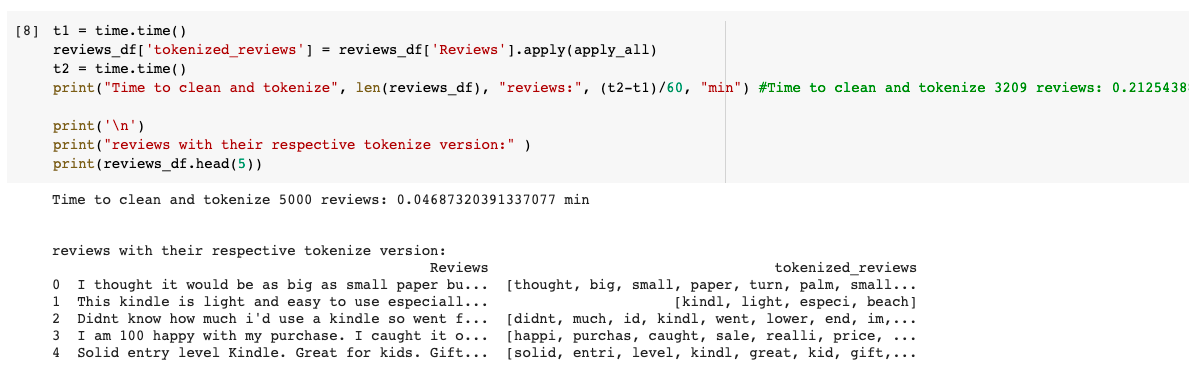 [8] t1 = time.time()
reviews_df['tokenized_reviews'] = reviews_df['Reviews'].apply(apply_all)
t2 = time.time()
print("Time to clean and tokenize", len(reviews_df), "reviews:", (t2-t1)/60, "min") #Time to clean and tokenize 3209 reviews: 0.2125438
print('\n')
print("reviews with their respective tokenize version:" )
print(reviews_df.head(5))
Time to clean and tokenize 5000 reviews: 0.04687320391337077 min
reviews with their respective tokenize version:
Reviews tokenized_reviews
0 I thought it would be as big as small paper bu... [thought, big, small, paper, turn, palm, small...
1 This kindle is light and easy to use especiall... [kindl, light, especi, beach]
2 Didnt know how much i'd use a kindle so went f... [didnt, much, id, kindl, went, lower, end, im,...
3 I am 100 happy with my purchase. I caught it o... [happi, purchas, caught, sale, realli, price, ...
4 Solid entry level Kindle. Great for kids. Gift... [solid, entri, level, kindl, great, kid, gift,...